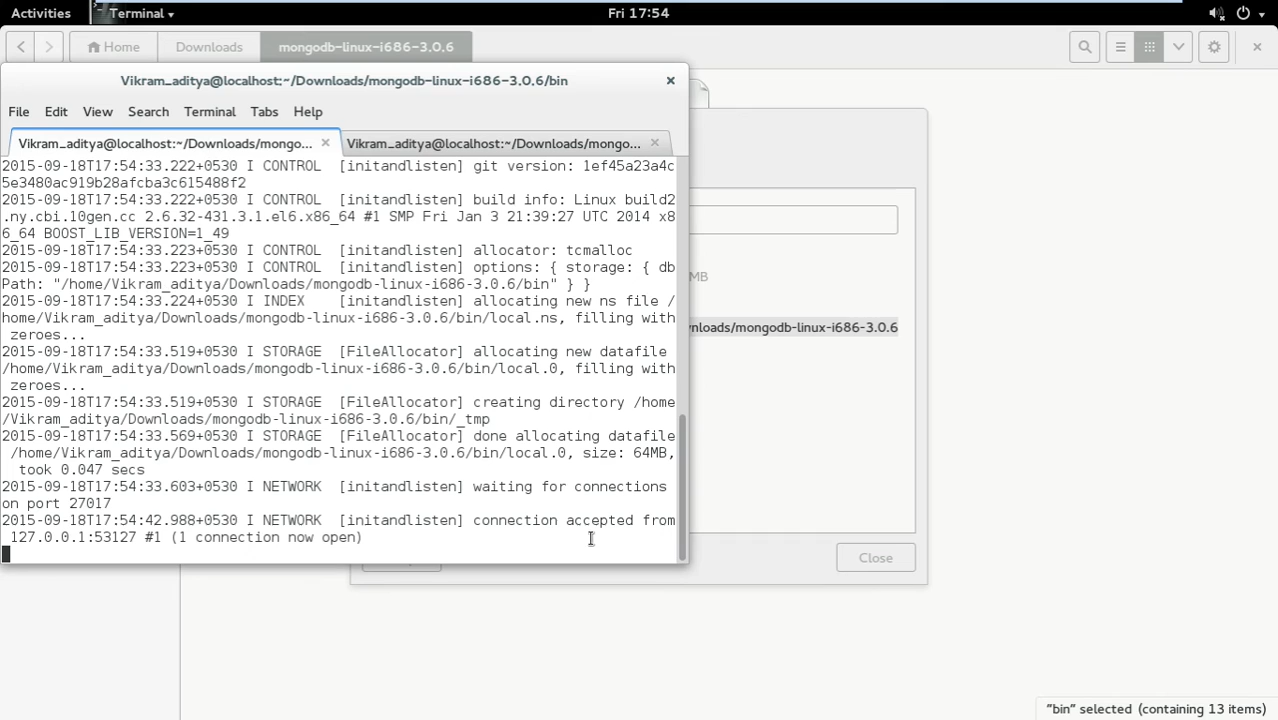 Activities
Terminal
Fri 17:54
Home
Downloads
mongodb-linux-i686-3.0.6
Vikram_aditya@localhost:~/Downloads/mongodb-linux-i686-3.0.6/bin
File Edit View Search Terminal Tabs Help
Vikram_aditya@localhost:~/Downloads/mongo...
Vikram_aditya@localhost:~/Downloads/mongo...
2015-09-18T17:54:33.222+0530 I CONTROL [initandlisten] git version: 1ef45a23a4c
5e3480ac919b28afcba3c615488f2
2015-09-18T17:54:33.222+0530 I CONTROL [initandlisten] build info: Linux build2
.ny.cbi.10gen.cc 2.6.32-431.3.1.el6.x86_64 #1 SMP Fri Jan 3 21:39:27 UTC 2014 x8
6_64 BOOST_LIB_VERSION=1_49
2015-09-18T17:54:33.223+0530 I CONTROL [initandlisten] allocator: tcmalloc
2015-09-18T17:54:33.223+0530 I CONTROL [initandlisten] options: { storage: { db
Path: "/home/Vikram_aditya/Downloads/mongodb-linux-i686-3.0.6/bin" } }
2015-09-18T17:54:33.224+0530 I INDEX [initandlisten] allocating new ns file /
home/Vikram_aditya/Downloads/mongodb-linux-i686-3.0.6/bin/local.ns, filling with
zeroes...
2015-09-18T17:54:33.519+0530 I STORAGE [FileAllocator] allocating new datafile
/home/Vikram_aditya/Downloads/mongodb-linux-i686-3.0.6/bin/local.0, filling with
zeroes...
2015-09-18T17:54:33.519+0530 I STORAGE [FileAllocator] creating directory /home
/Vikram_aditya/Downloads/mongodb-linux-i686-3.0.6/bin/_tmp
2015-09-18T17:54:33.569+0530 I STORAGE [FileAllocator] done allocating datafile
/home/Vikram_aditya/Downloads/mongodb-linux-i686-3.0.6/bin/local.0, size: 64MB,
took 0.047 secs
2015-09-18T17:54:33.603+0530 I NETWORK [initandlisten] waiting for connections
on port 27017
2015-09-18T17:54:42.988+0530 I NETWORK [initandlisten] connection accepted from
127.0.0.1:53127 #1 (1 connection now open)
MB
nloads/mongodb-linux-i686-3.0.6
Close
"bin" selected (containing 13 items)